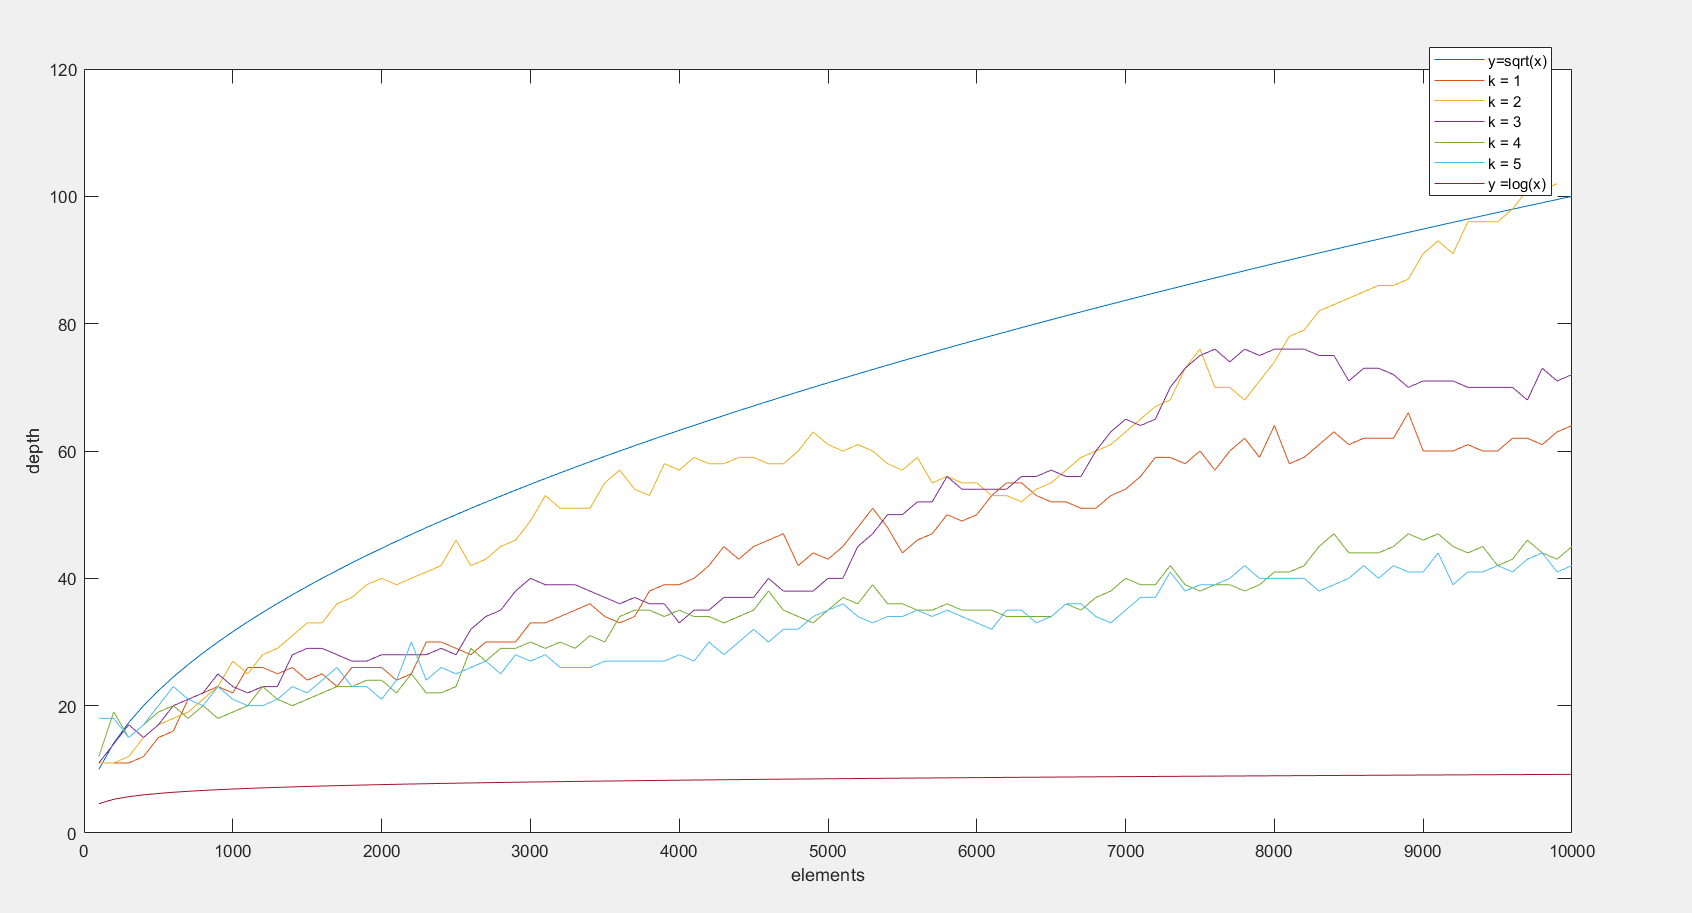 y=sqrt(x)
k = 1
k = 2
k = 3
k = 4
k = 5
y =log(x)
120
100
80
60
40
20
0
depth
0 1000 2000 3000 4000 5000 6000 7000 8000 9000 10000
elements